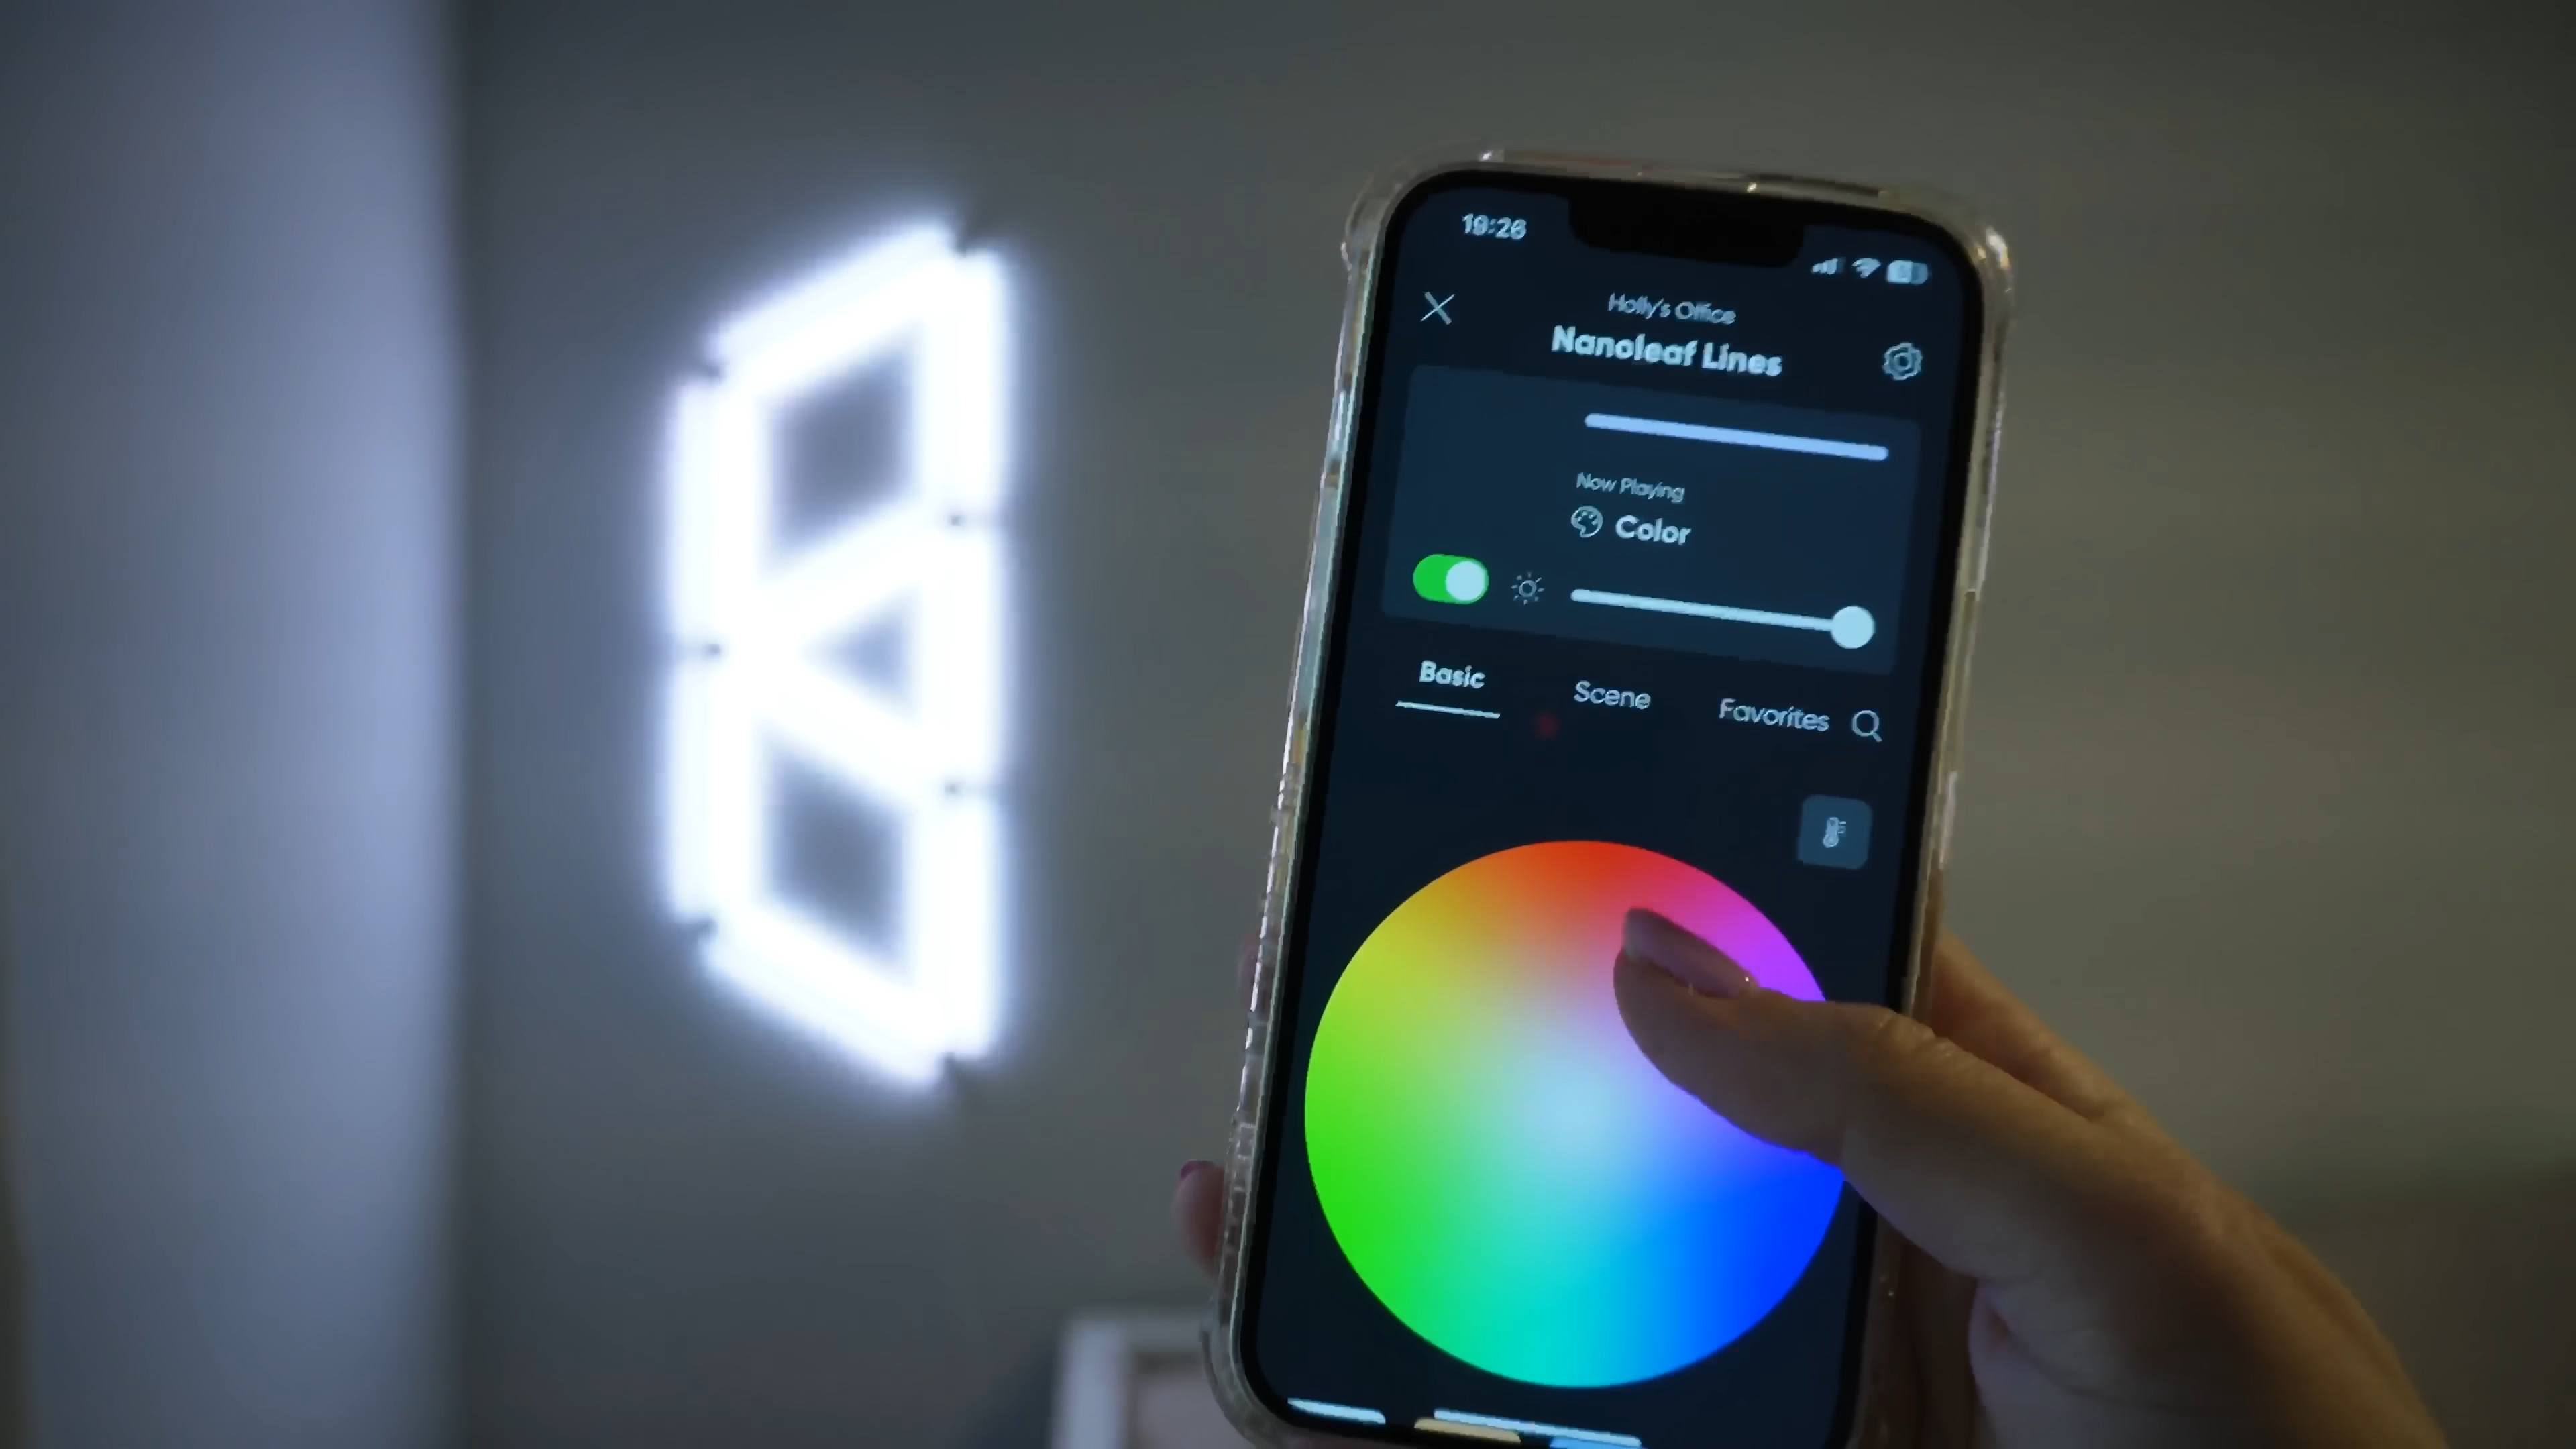 19:26
Holly's Office
Nanoleaf Lines
Now Playing
Color
Basic Scene Favorites